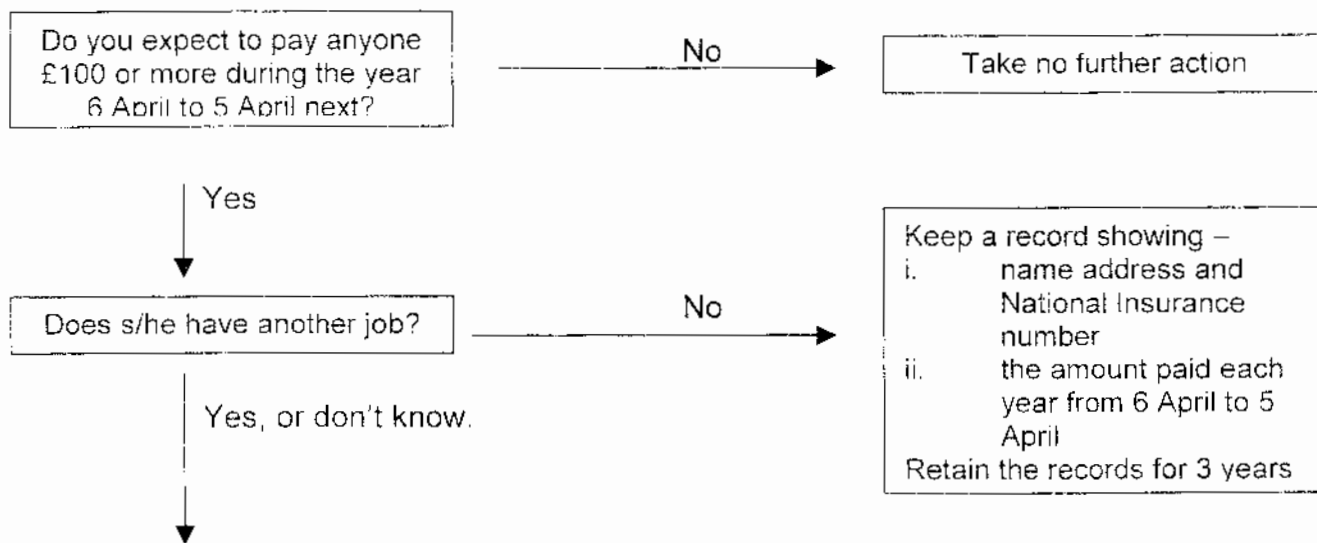 Do you expect to pay anyone
£100 or more during the year
6 April to 5 April next?
No
Take no further action
Yes
Does s/he have another job?
No
Keep a record showing –
i. name address and
National Insurance
number
ii. the amount paid each
year from 6 April to 5
April
Retain the records for 3 years
Yes, or don't know.